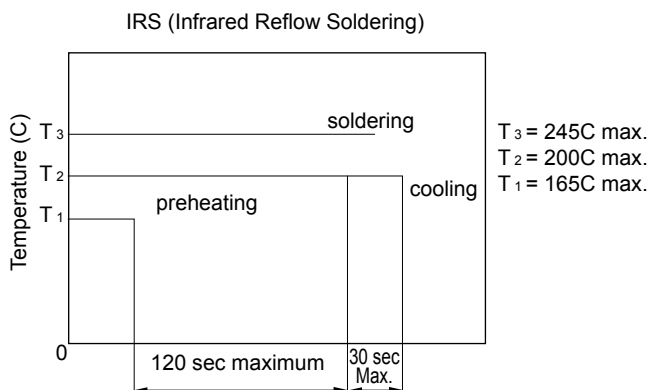 IRS (Infrared Reflow Soldering)
Temperature (C)
T3
soldering
T3 = 245C max.
T2
T2 = 200C max.
preheating
cooling
T1 = 165C max.
T1
0
120 sec maximum
30 sec
Max.